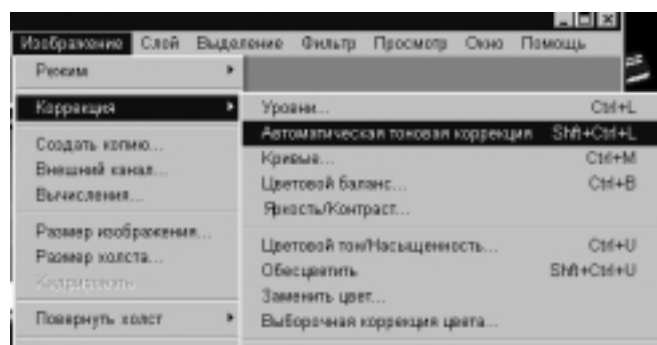 Изображение Слой Выделение Фильтр Просмотр Окно Помощь
Режим
Коррекция
Создать копию...
Внешний канал...
Вычисления...
Размер изображения...
Размер холста...
Кадрировать
Повернуть холст
Уровни... Ctrl+L
Автоматическая тоновая коррекция Shft+Ctrl+L
Кривые... Ctrl+M
Цветовой баланс... Ctrl+B
Яркость/Контраст...
Цветовой тон/Насыщенность... Ctrl+U
Обесцветить Shft+Ctrl+U
Заменить цвет...
Выборочная коррекция цвета...